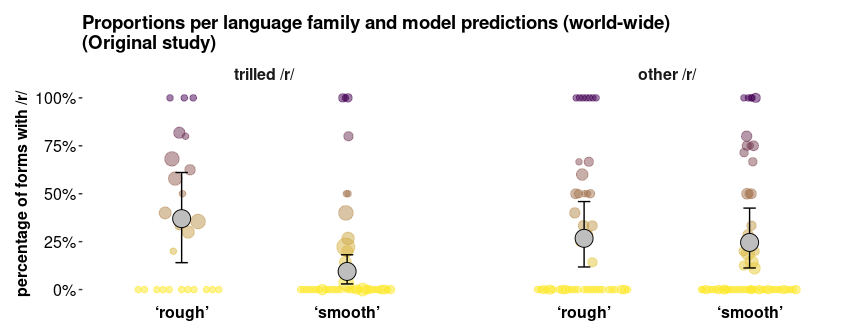 Proportions per language family and model predictions (world-wide)
(Original study)
trilled /r/
other /r/
percentage of forms with /r/
100%
75%
50%
25%
0%
‘rough’
‘smooth’
‘rough’
‘smooth’